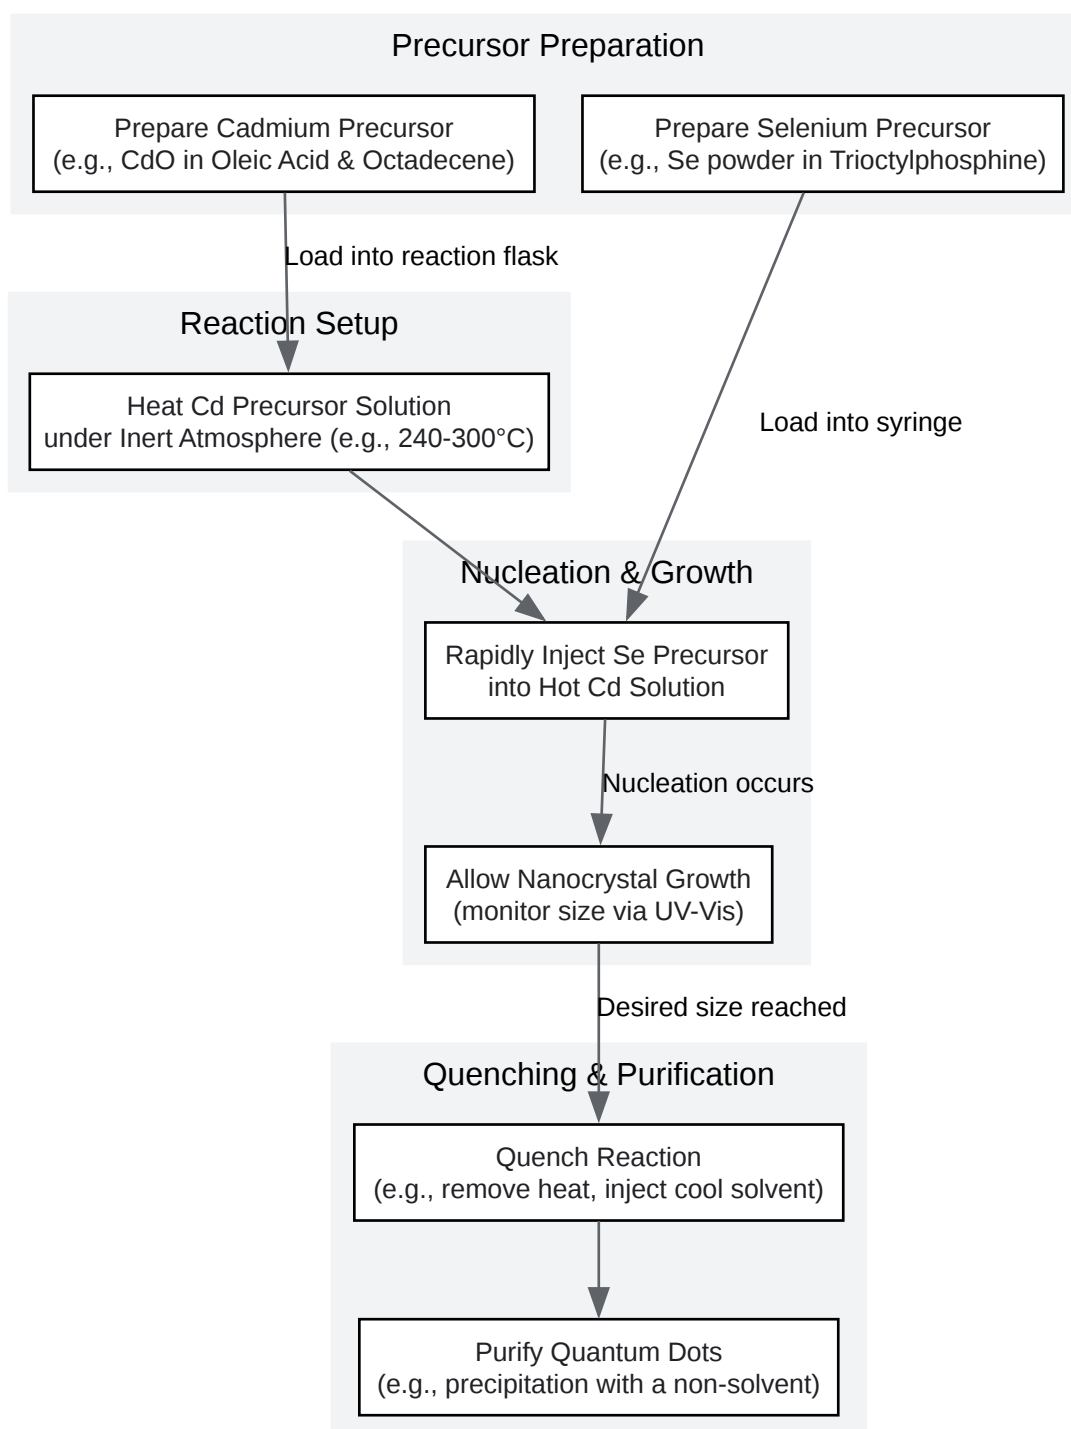 Precursor Preparation
Prepare Cadmium Precursor
(e.g., CdO in Oleic Acid & Octadecene)
Prepare Selenium Precursor
(e.g., Se powder in Trioctylphosphine)
Load into reaction flask
Reaction Setup
Heat Cd Precursor Solution
under Inert Atmosphere (e.g., 240-300°C)
Load into syringe
Nucleation & Growth
Rapidly Inject Se Precursor
into Hot Cd Solution
Nucleation occurs
Allow Nanocrystal Growth
(monitor size via UV-Vis)
Desired size reached
Quenching & Purification
Quench Reaction
(e.g., remove heat, inject cool solvent)
Purify Quantum Dots
(e.g., precipitation with a non-solvent)